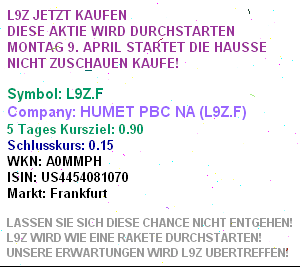 L9Z JETZT KAUFEN
DIESE AKTIE WIRD DURCHSTARTEN
MONTAG 9. APRIL STARTET DIE HAUSSE
NICHT ZUSCHAUEN KAUFE!
Symbol: L9Z.F
Company: HUMET PBC NA (L9Z.F)
5 Tages Kursziel: 0.90
Schlusskurs: 0.15
WKN: A0MMPH
ISIN: US4454081070
Markt: Frankfurt
LASSEN SIE SICH DIESE CHANCE NICHT ENTGEHEN!
L9Z WIRD WIE EINE RAKETE DURCHSTARTEN!
UNSERE ERWARTUNGEN WIRD L9Z UBERTREFFEN!